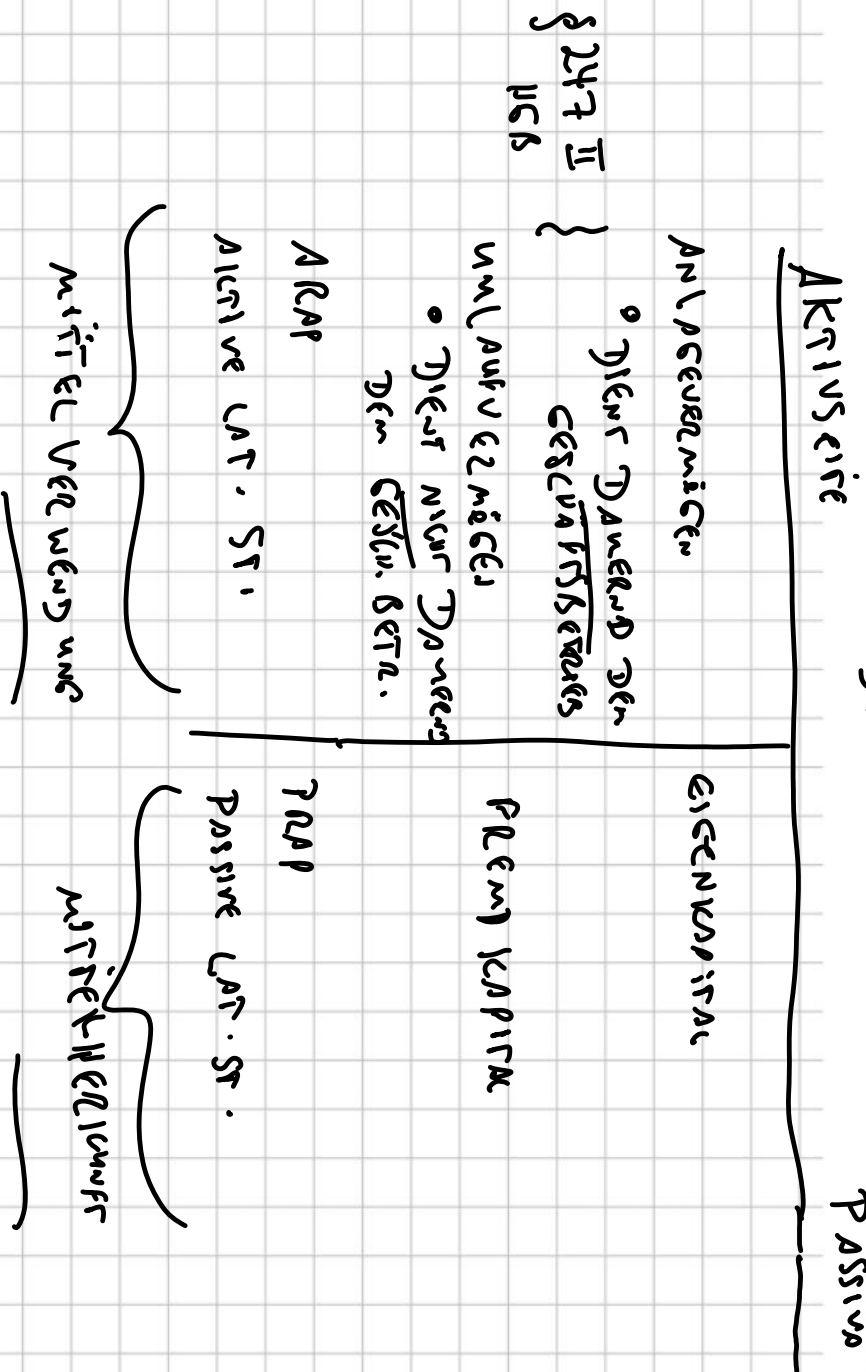 AKTIVSEITE
PASSIVA
ANLAGEVERMÖGEN
• DIENT DAUERND DEM
GESCHÄFTSBETRIEB
§ 247 II
HGB
UMLAUFVERMÖGEN
• DIENT NICHT DAUERND
DEM GESCH. BETR.
ARAP
AKTIVE LAT. ST.
MITTELVERWENDUNG
EIGENKAPITAL
FREMDKAPITAL
PRAP
PASSIVE LAT. ST.
MITTELHERKUNFT